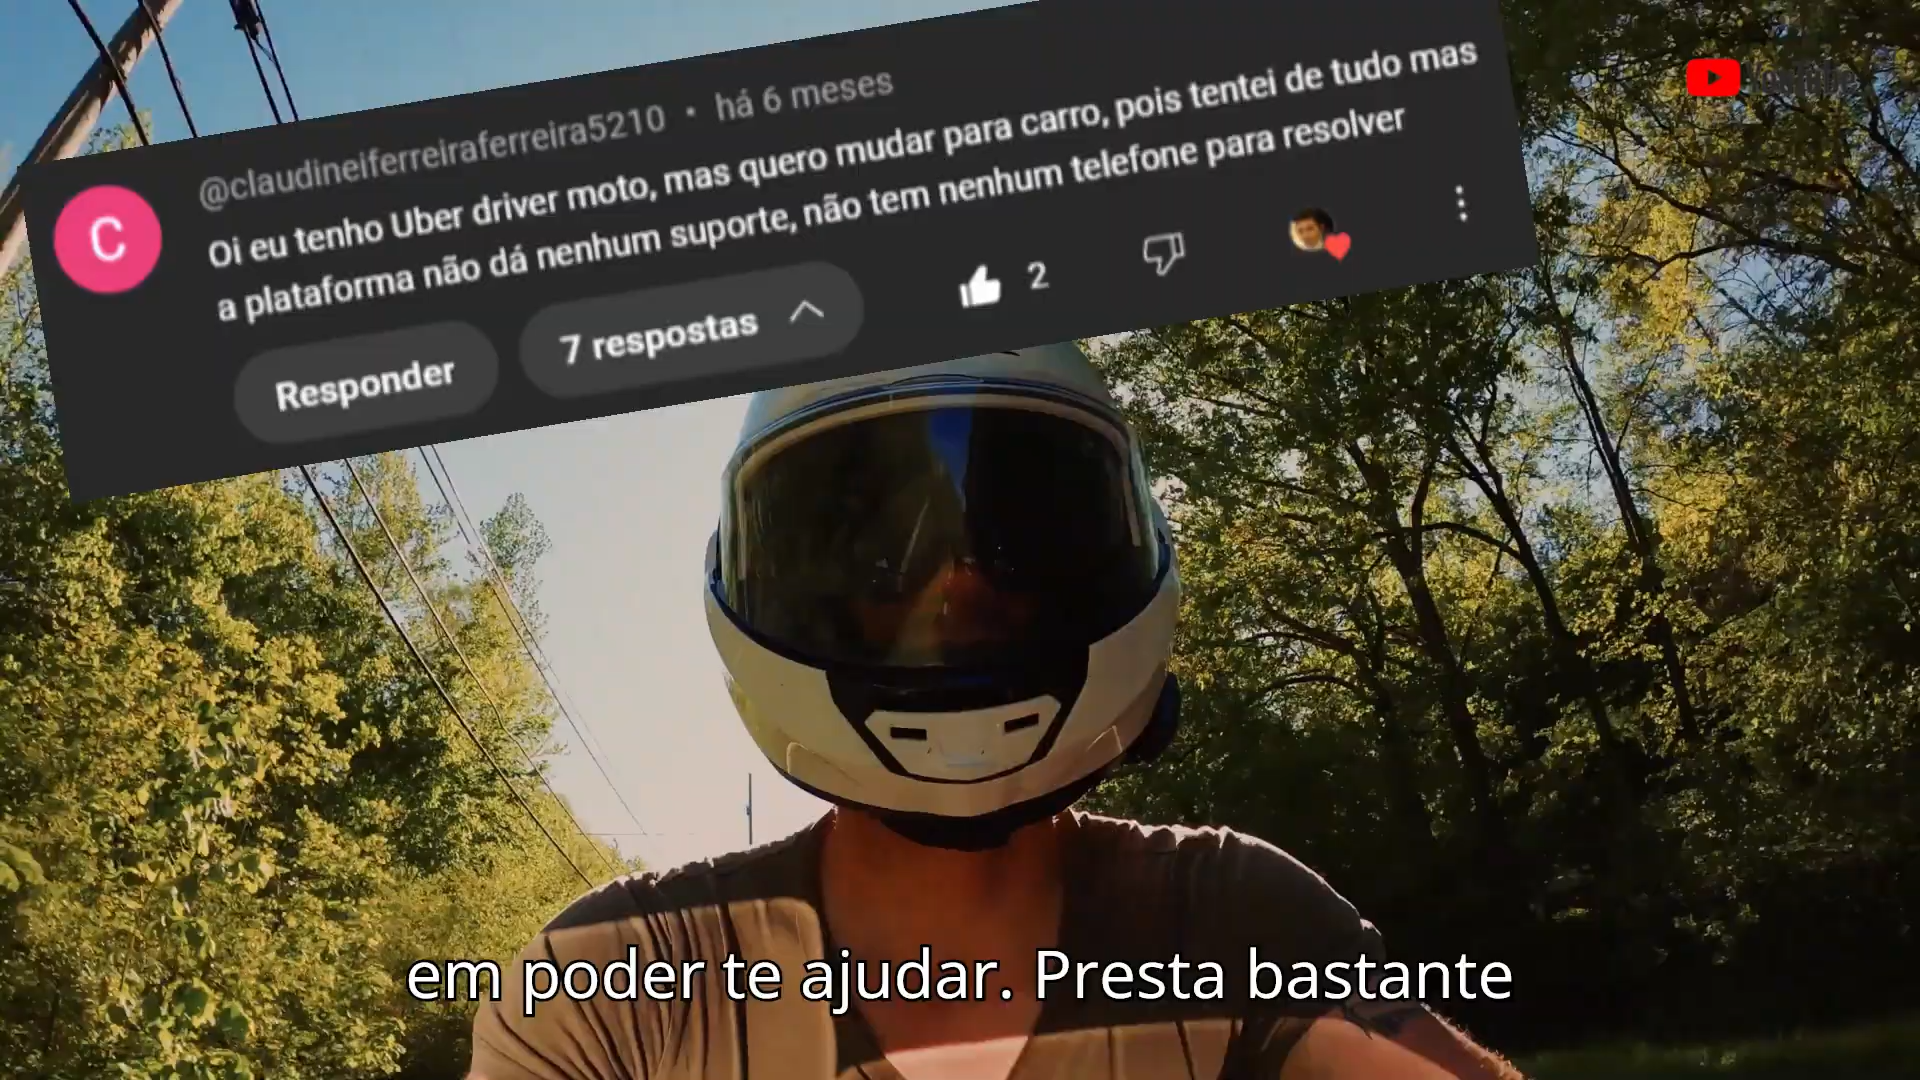 @claudineiferreiraferreira5210 • há 6 meses
Oi eu tenho Uber driver moto, mas quero mudar para carro, pois tentei de tudo mas
a plataforma não dá nenhum suporte, não tem nenhum telefone para resolver
C
Responder
7 respostas
2
em poder te ajudar. Presta bastante